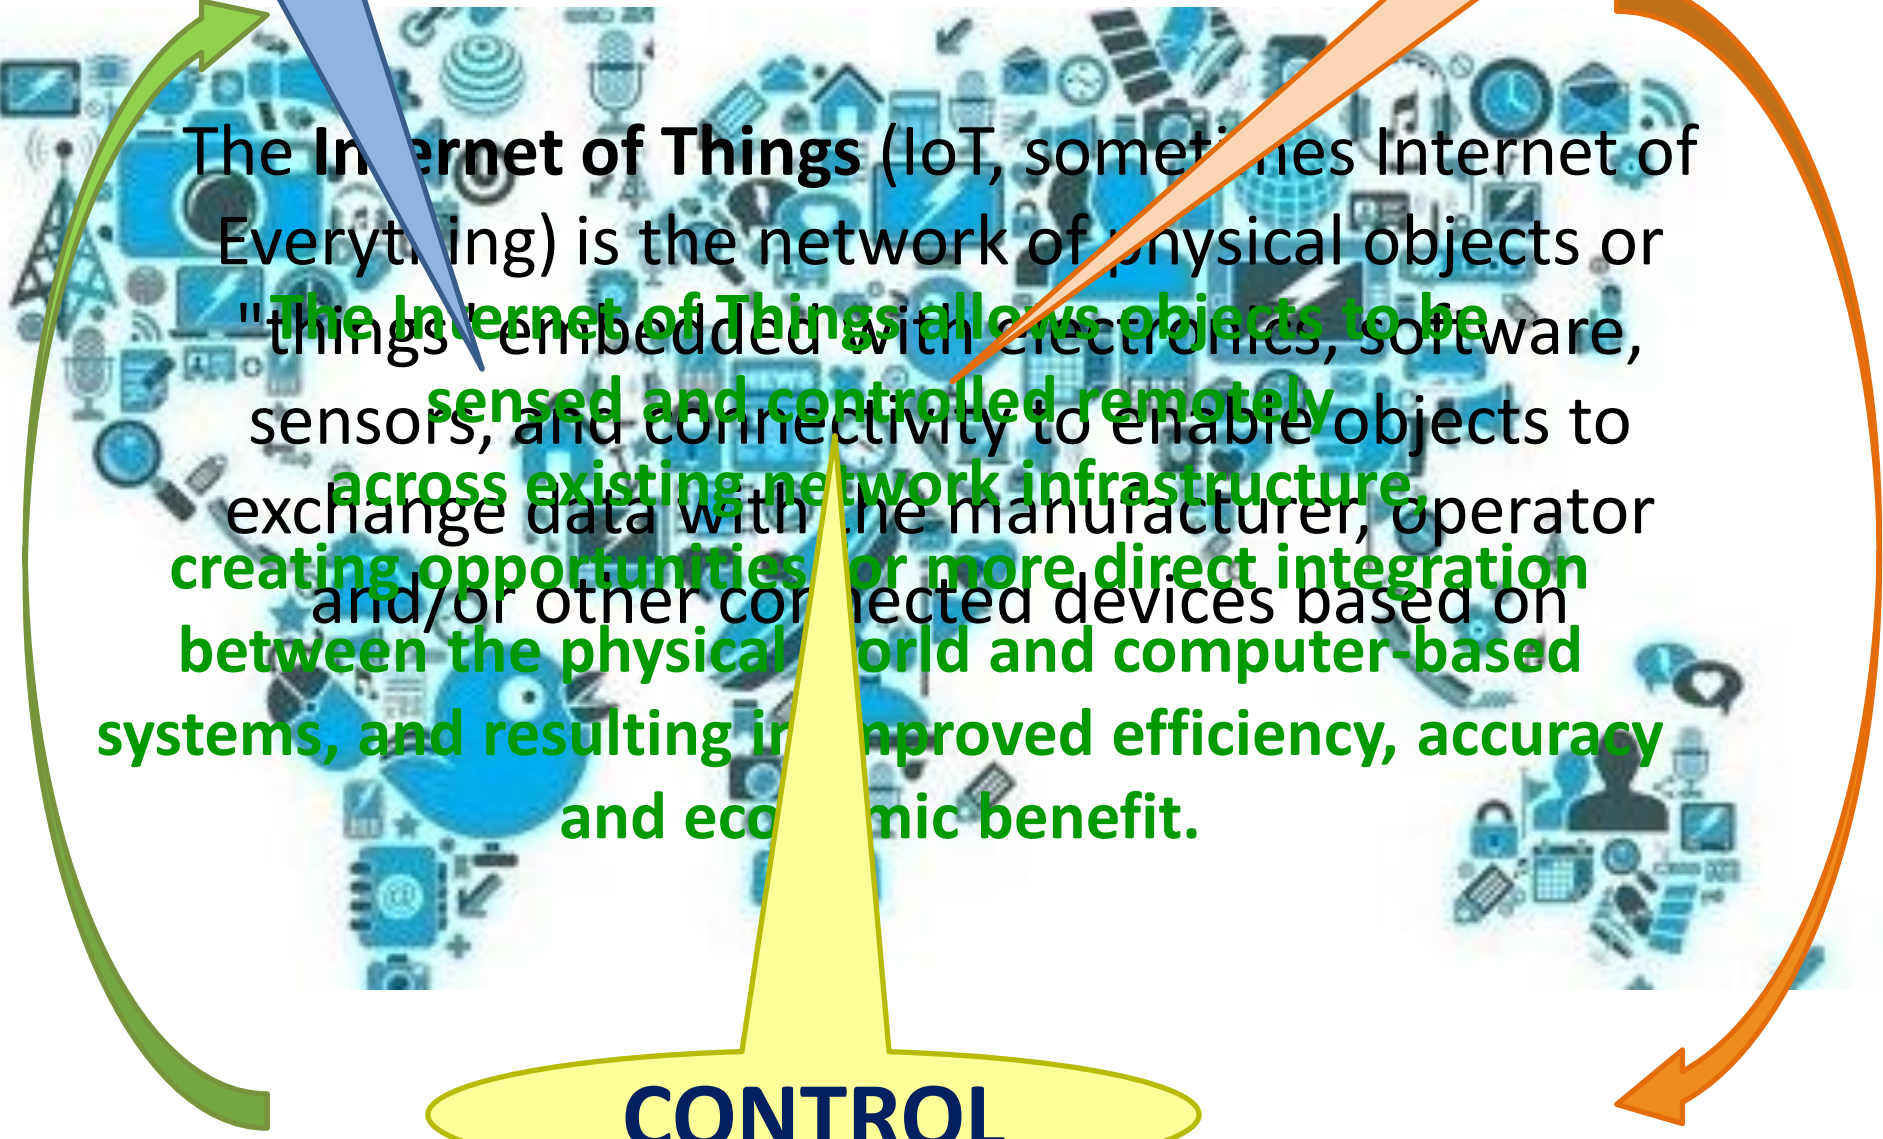 The Internet of Things (IoT, sometimes Internet of
Everything) is the network of physical objects or
"things" embedded with electronics, software,
sensors, and connectivity to enable objects to
exchange data with the manufacturer, operator
and/or other connected devices based on
The Internet of Things allows objects to be
sensed and controlled remotely
across existing network infrastructure,
creating opportunities for more direct integration
between the physical world and computer-based
systems, and resulting in improved efficiency, accuracy
and economic benefit.
CONTROL